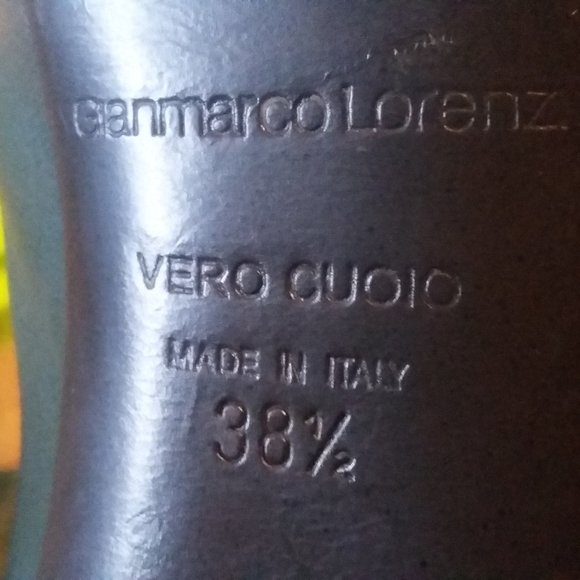 Gianmarco Lorenzi
VERO CUOIO
MADE IN ITALY
38½